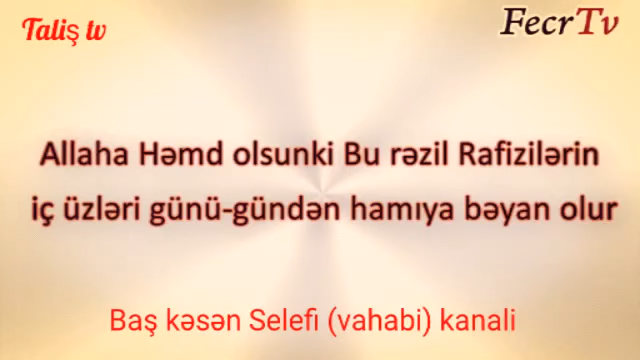 Taliş tv
FecrTv
Allaha Həmd olsunki Bu rəzil Rafizilərin
iç üzləri günü-gündən hamıya bəyan olur
Baş kəsən Selefi (vahabi) kanali